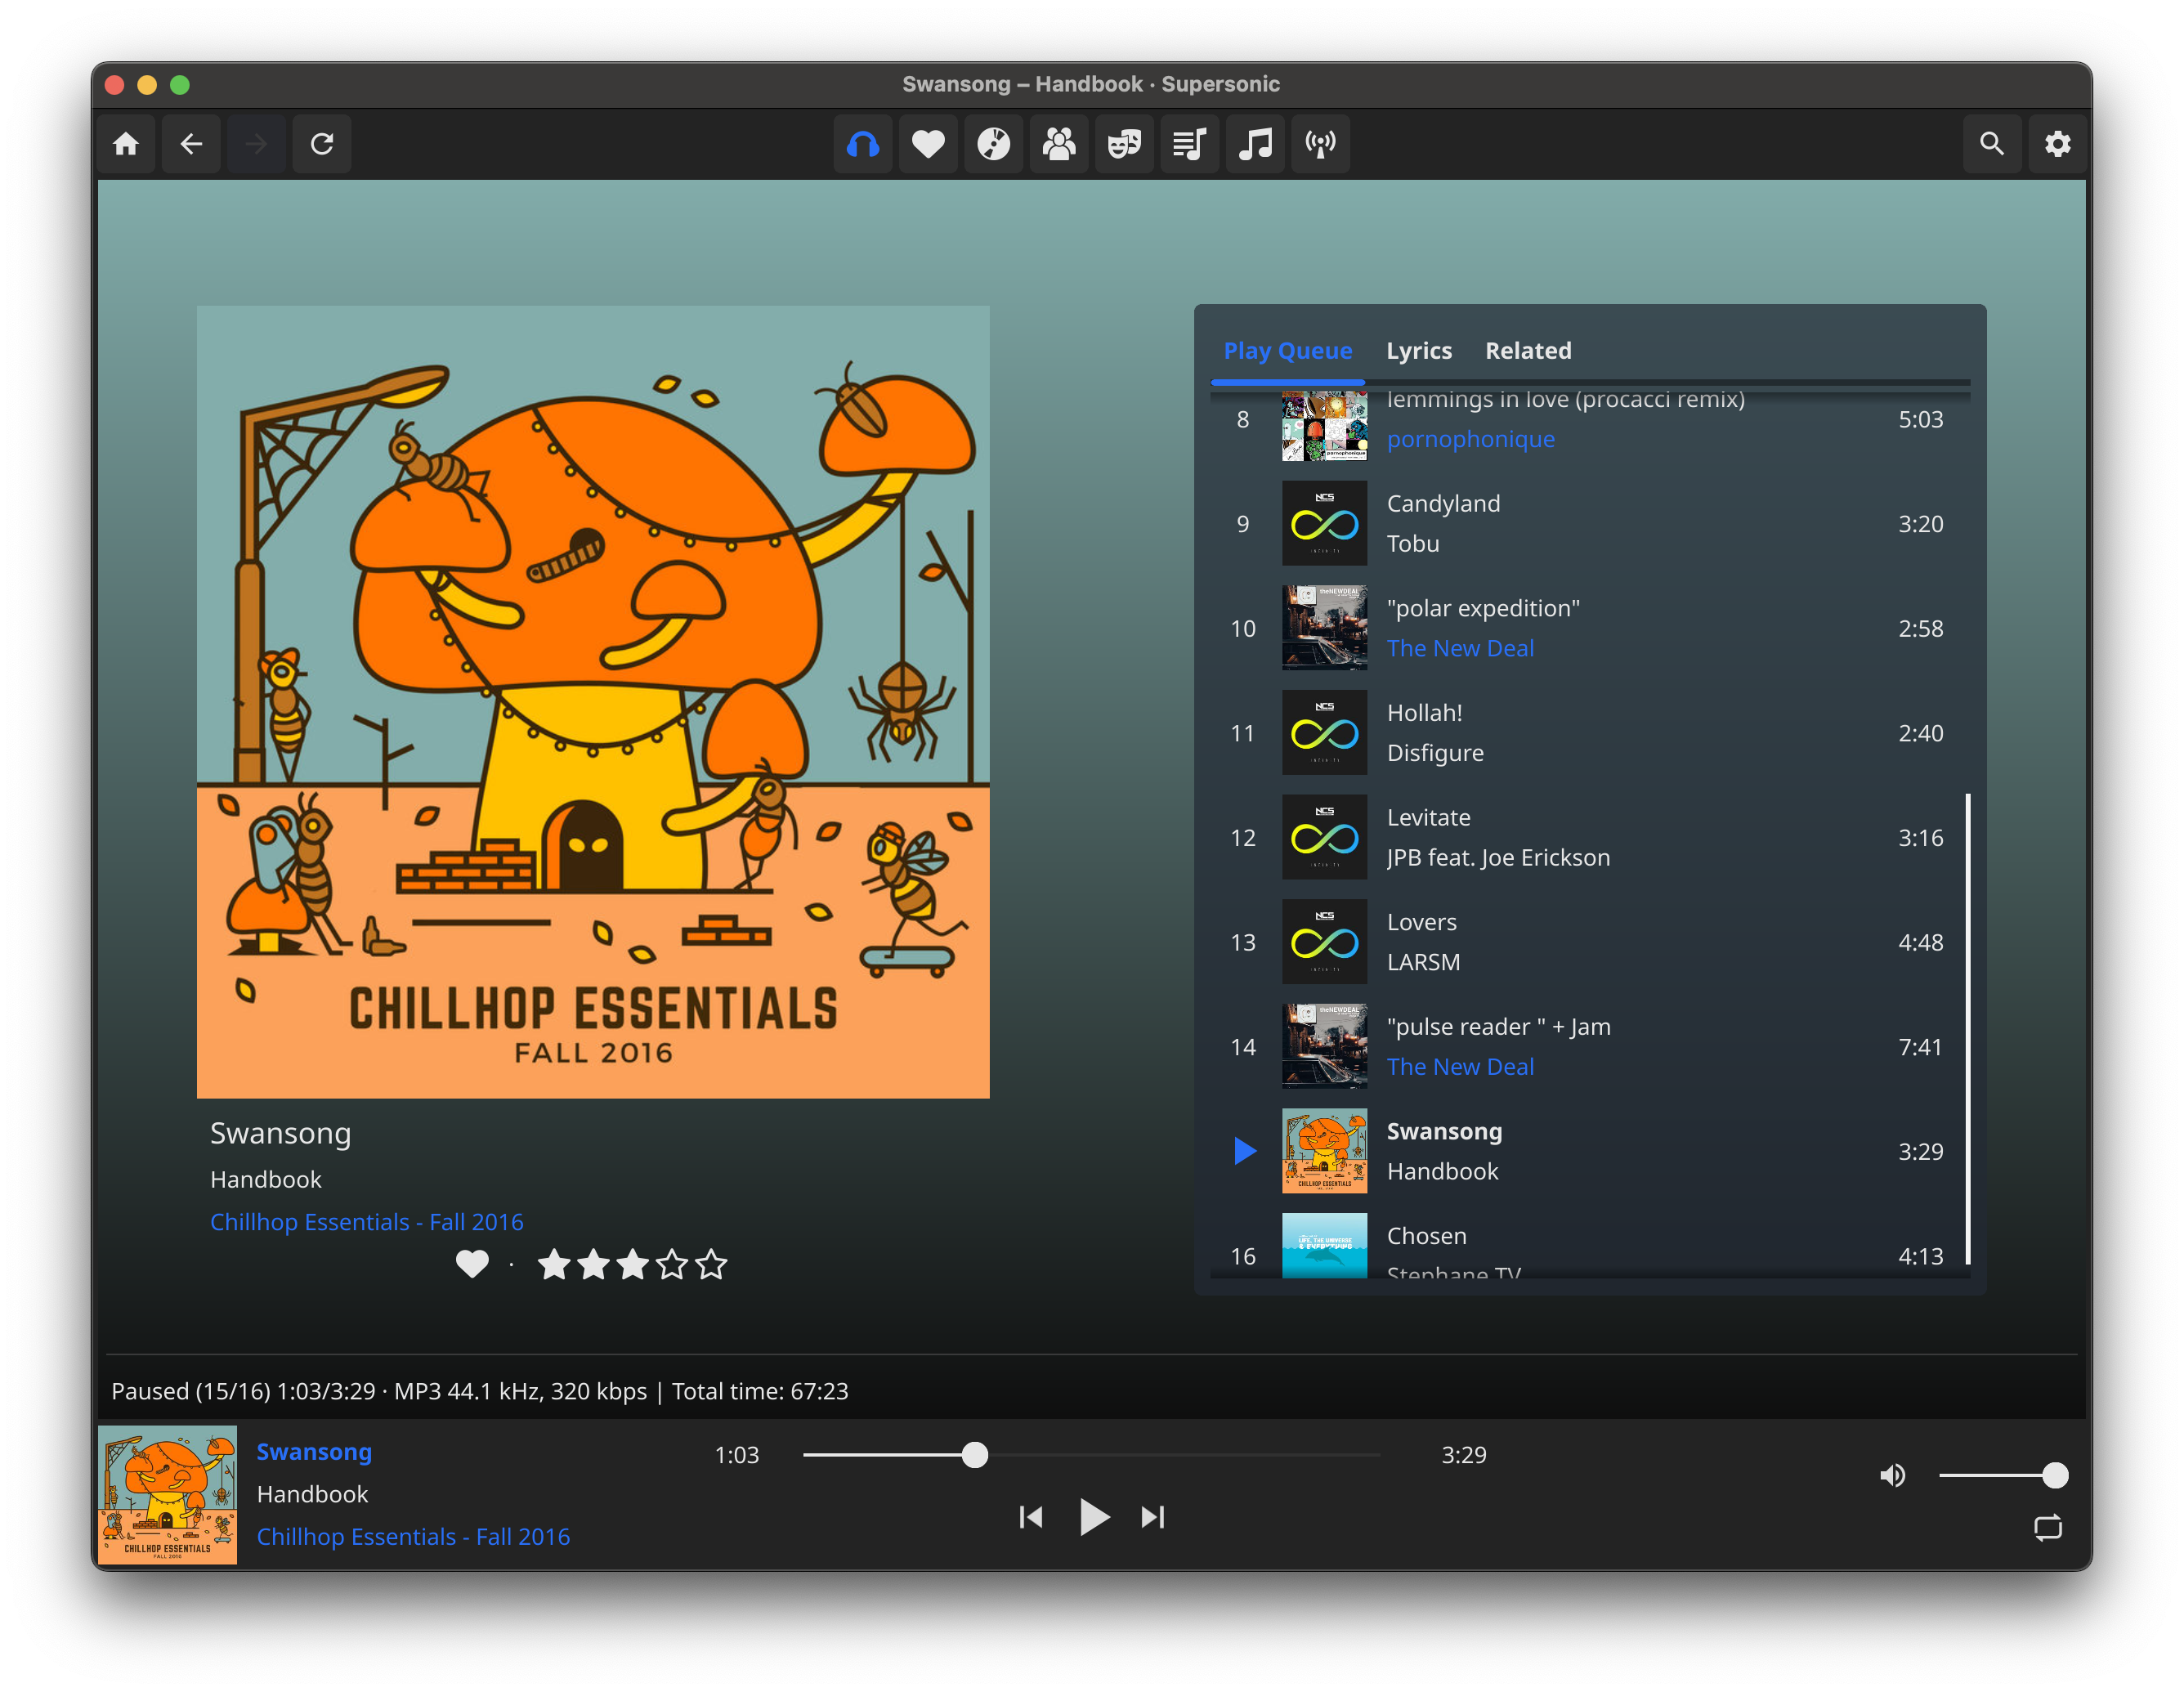 Swansong – Handbook · Supersonic
CHILLHOP ESSENTIALS
FALL 2016
Swansong
Handbook
Chillhop Essentials - Fall 2016
Play Queue Lyrics Related
8 lemmings in love (procacci remix) 5:03
pornophonique
9 Candyland 3:20
Tobu
10 "polar expedition" 2:58
The New Deal
11 Hollah! 2:40
Disfigure
12 Levitate 3:16
JPB feat. Joe Erickson
13 Lovers 4:48
LARSM
14 "pulse reader " + Jam 7:41
The New Deal
Swansong 3:29
Handbook
16 Chosen 4:13
Stephane TV
Paused (15/16) 1:03/3:29 · MP3 44.1 kHz, 320 kbps | Total time: 67:23
CHILLHOP ESSENTIALS
FALL 2016
Swansong
Handbook
Chillhop Essentials - Fall 2016
1:03 3:29